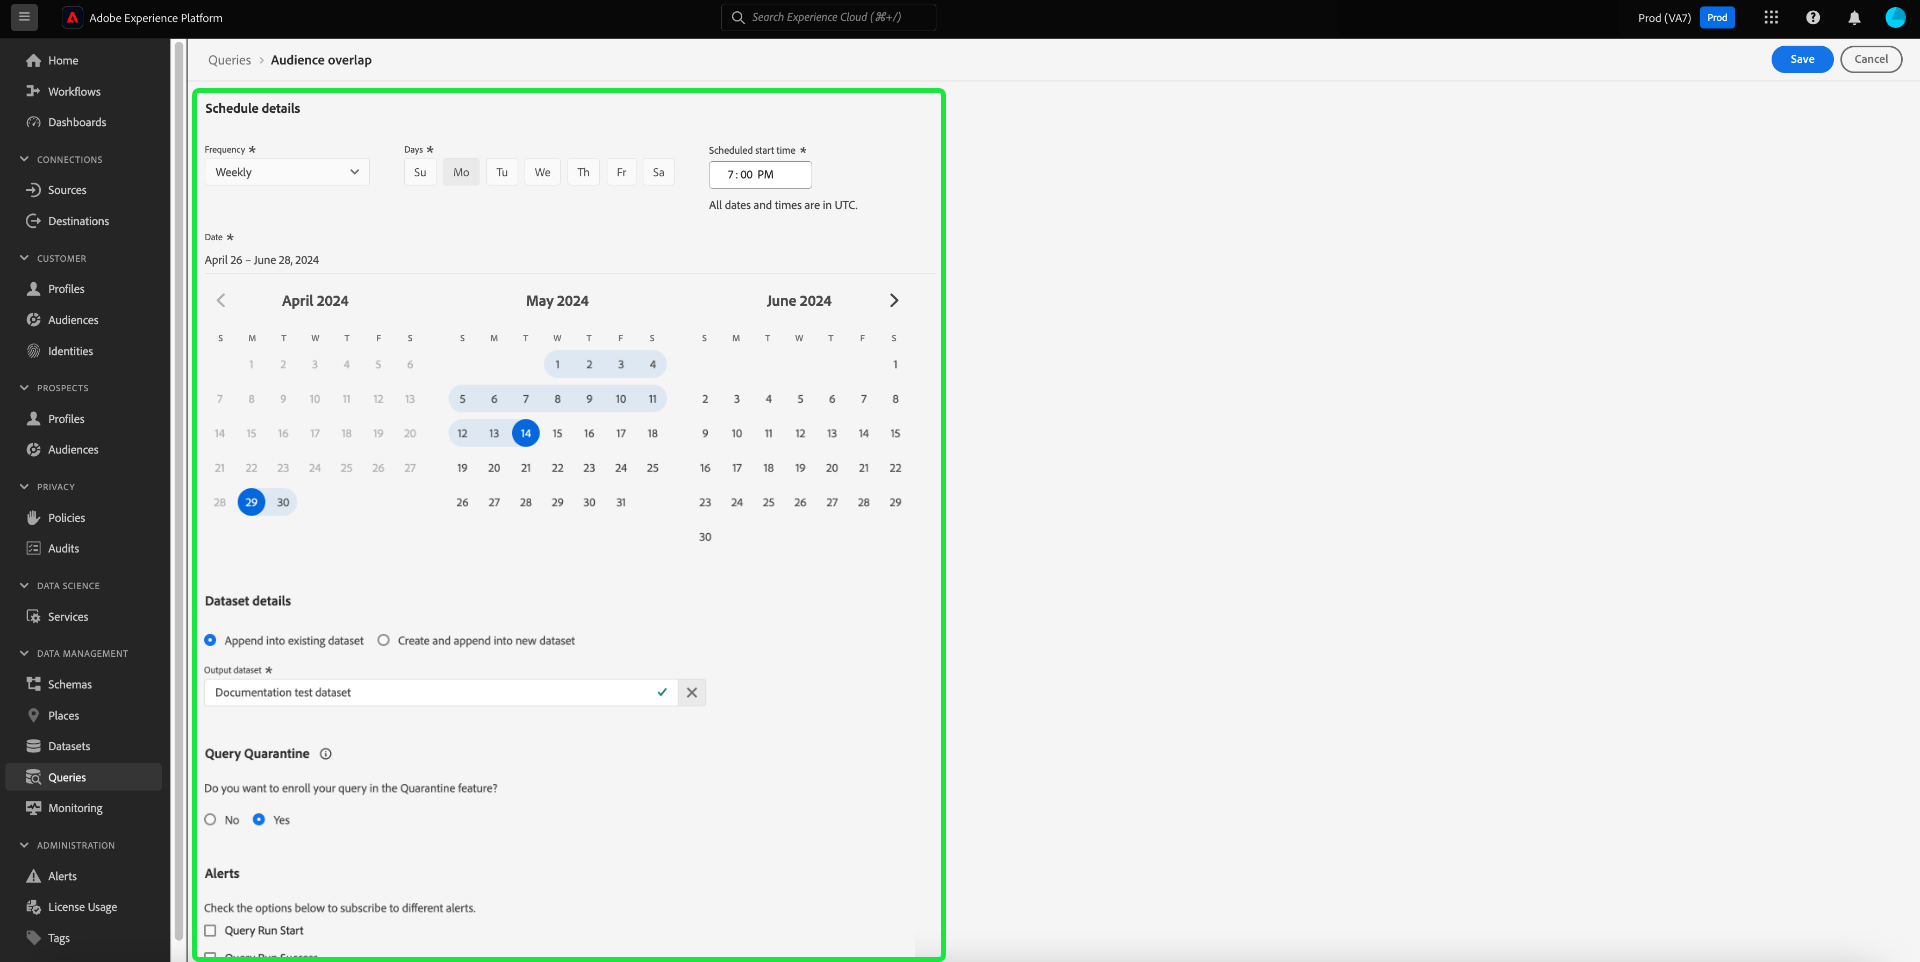 Adobe Experience Platform
Search Experience Cloud (⌘+/)
Prod (VA7)
Prod
Home
Workflows
Dashboards
CONNECTIONS
Sources
Destinations
CUSTOMER
Profiles
Audiences
Identities
PROSPECTS
Profiles
Audiences
PRIVACY
Policies
Audits
DATA SCIENCE
Services
DATA MANAGEMENT
Schemas
Places
Datasets
Queries
Monitoring
ADMINISTRATION
Alerts
License Usage
Tags
Queries > Audience overlap
Save
Cancel
Schedule details
Frequency *
Weekly
Days *
Su Mo Tu We Th Fr Sa
Scheduled start time *
7:00 PM
All dates and times are in UTC.
Date *
April 26 – June 28, 2024
April 2024
S M T W T F S
1 2 3 4 5 6
7 8 9 10 11 12 13
14 15 16 17 18 19 20
21 22 23 24 25 26 27
28 29 30
May 2024
S M T W T F S
1 2 3 4
5 6 7 8 9 10 11
12 13 14 15 16 17 18
19 20 21 22 23 24 25
26 27 28 29 30 31
June 2024
S M T W T F S
1
2 3 4 5 6 7 8
9 10 11 12 13 14 15
16 17 18 19 20 21 22
23 24 25 26 27 28 29
30
Dataset details
Append into existing dataset
Create and append into new dataset
Output dataset *
Documentation test dataset
Query Quarantine
Do you want to enroll your query in the Quarantine feature?
No
Yes
Alerts
Check the options below to subscribe to different alerts.
Query Run Start